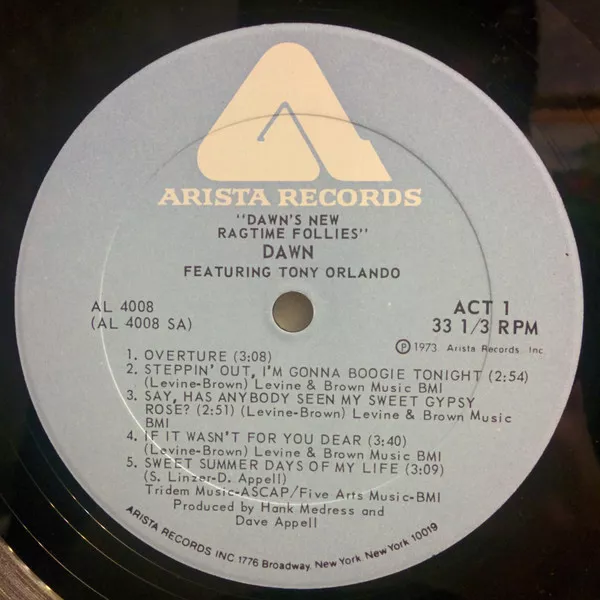 ARISTA RECORDS
"DAWN'S NEW
RAGTIME FOLLIES"
DAWN
FEATURING TONY ORLANDO
AL 4008
(AL 4008 SA)
ACT 1
33 1/3 RPM
Ⓟ 1973 Arista Records Inc
1. OVERTURE (3:08)
2. STEPPIN' OUT, I'M GONNA BOOGIE TONIGHT (2:54)
(Levine-Brown) Levine & Brown Music BMI
3. SAY, HAS ANYBODY SEEN MY SWEET GYPSY
ROSE? (2:51) (Levine-Brown) Levine & Brown Music
BMI
4. IF IT WASN'T FOR YOU DEAR (3:40)
(Levine-Brown) Levine & Brown Music BMI
5. SWEET SUMMER DAYS OF MY LIFE (3:09)
(S. Linzer-D. Appell)
Tridem Music-ASCAP/Five Arts Music-BMI
Produced by Hank Medress and
Dave Appell
ARISTA RECORDS INC 1776 Broadway, New York, New York 10019